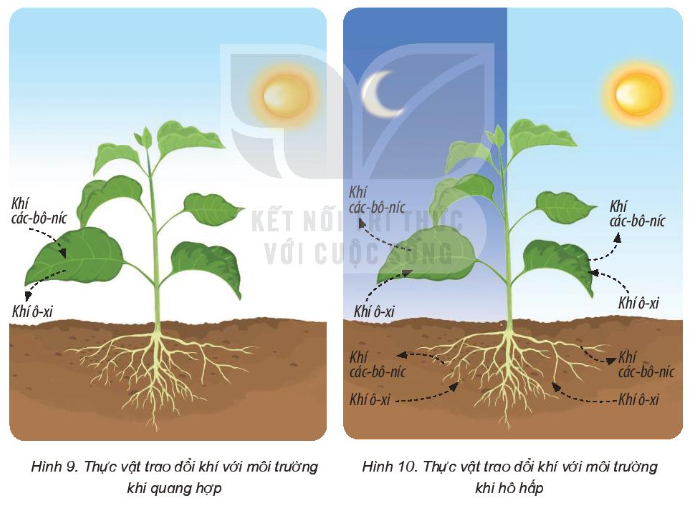 Khí
các-bô-níc
Khí ô-xi
Hình 9. Thực vật trao đổi khí với môi trường
khi quang hợp
KẾT NỐI TRI THỨC
VỚI CUỘC SỐNG
Khí
các-bô-níc
Khí ô-xi
Khí
các-bô-níc
Khí ô-xi
Khí
các-bô-níc
Khí ô-xi
Khí
các-bô-níc
Khí ô-xi
Hình 10. Thực vật trao đổi khí với môi trường
khi hô hấp